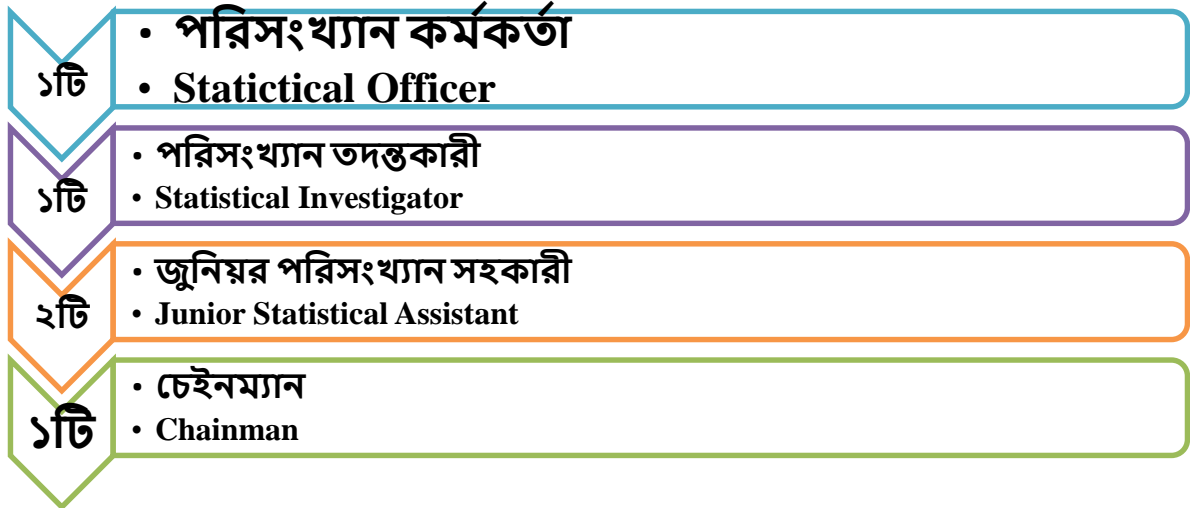 • পরিসংখ্যান কর্মকর্তা
১টি
• Statictical Officer
• পরিসংখ্যান তদন্তকারী
১টি
• Statistical Investigator
• জুনিয়র পরিসংখ্যান সহকারী
২টি
• Junior Statistical Assistant
• চেইনম্যান
১টি
• Chainman